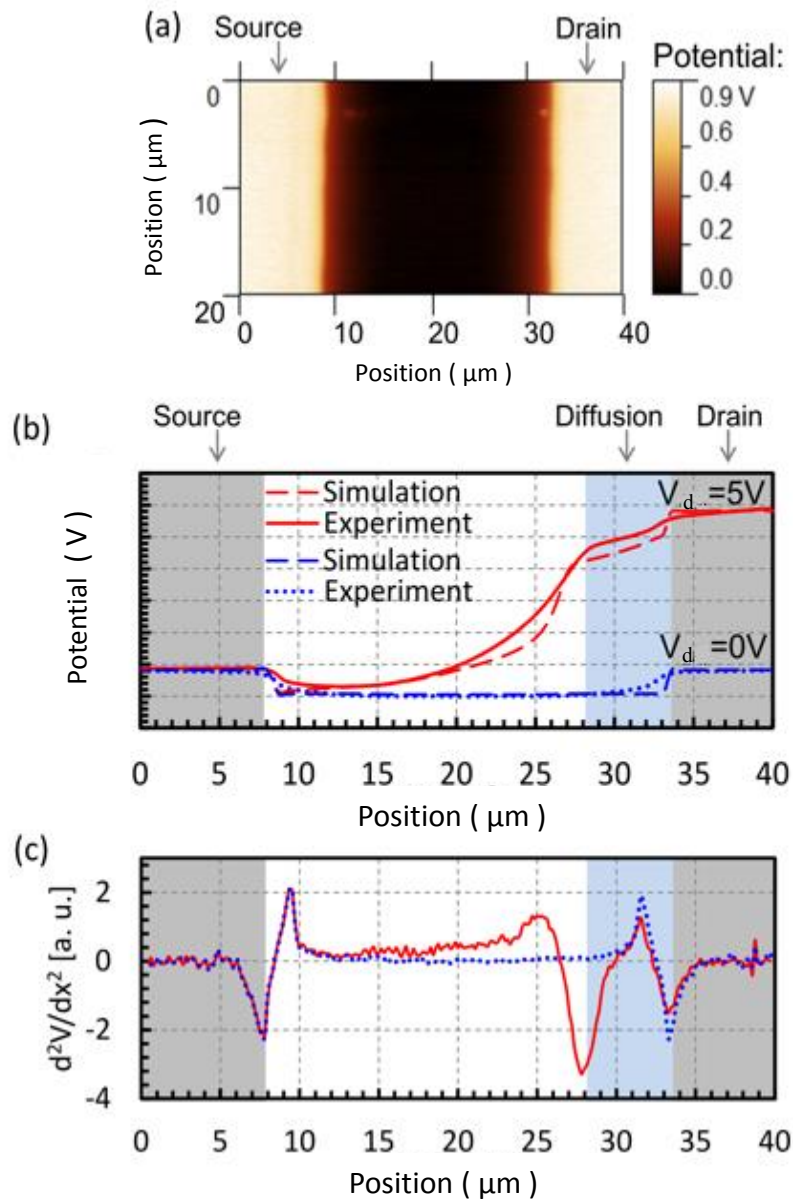 (a)
Source
Drain
Potential:
0.9 V
0.6
0.4
0.2
0.0
Position ( µm)
0
10
20
0 10 20 30 40
Position ( µm)
(b)
Source
Diffusion
Drain
Potential ( V )
Simulation
Experiment
Simulation
Experiment
Vd =5V
Vd =0V
0 5 10 15 20 25 30 35 40
Position ( µm )
(c)
d²V/dx² [a. u.]
2
0
-2
-4
0 5 10 15 20 25 30 35 40
Position ( µm )